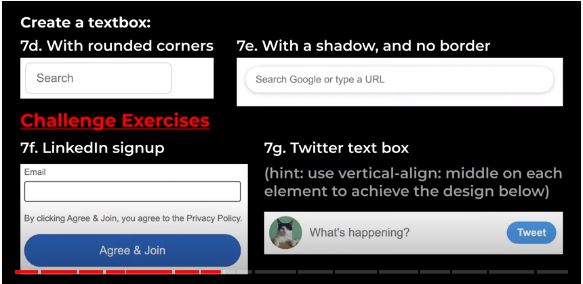 Create a textbox:
7d. With rounded corners
Search
7e. With a shadow, and no border
Search Google or type a URL
Challenge Exercises
7f. LinkedIn signup
Email
By clicking Agree & Join, you agree to the Privacy Policy.
Agree & Join
7g. Twitter text box
(hint: use vertical-align: middle on each
element to achieve the design below)
What's happening?
Tweet